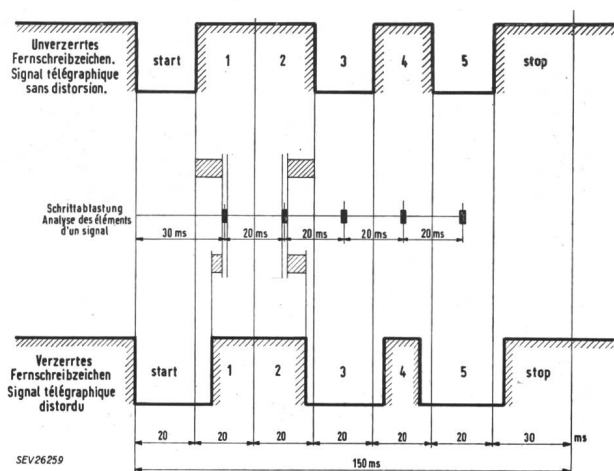 Unverzerrtes
Fernschreibzeichen.
Signal télégraphique
sans distorsion.
start 1 2 3 4 5 stop
Schrittabtastung
Analyse des éléments
d'un signal
30 ms 20 ms 20 ms 20 ms 20 ms
Verzerrtes
Fernschreibzeichen
Signal télégraphique
distordu
start 1 2 3 4 5 stop
20 20 20 20 20 20 30 ms
150 ms
SEV26259